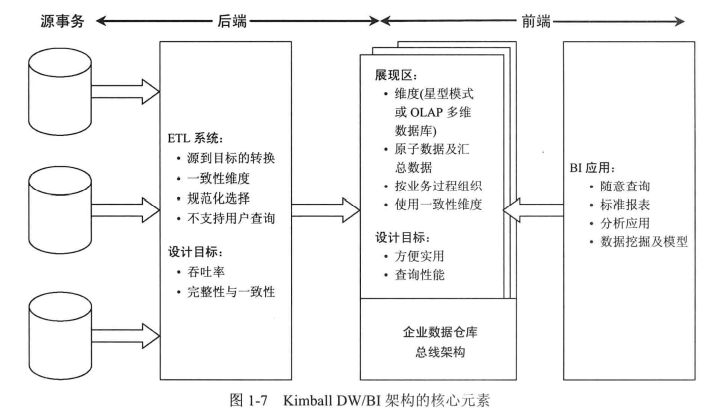 源事务
后端
前端
ETL 系统:
• 源到目标的转换
• 一致性维度
• 规范化选择
• 不支持用户查询
设计目标:
• 吞吐率
• 完整性与一致性
展现区:
• 维度(星型模式
或 OLAP 多维
数据库)
• 原子数据及汇
总数据
• 按业务过程组织
• 使用一致性维度
设计目标:
• 方便实用
• 查询性能
企业数据仓库
总线架构
BI 应用:
• 随意查询
• 标准报表
• 分析应用
• 数据挖掘及模型
图 1-7 Kimball DW/BI 架构的核心元素